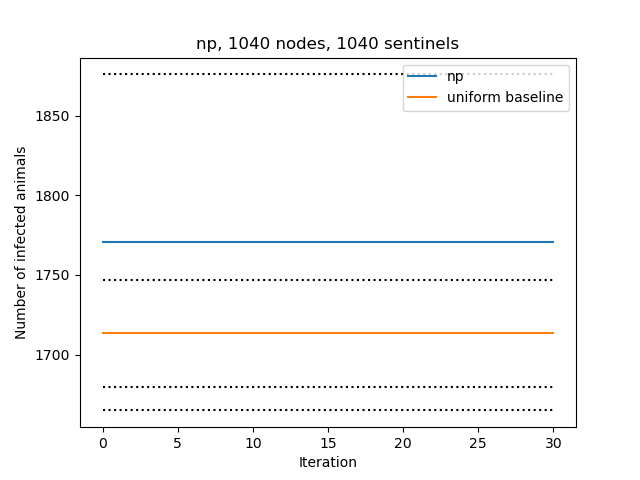 np, 1040 nodes, 1040 sentinels
np
uniform baseline
Number of infected animals
1850
1800
1750
1700
0 5 10 15 20 25 30
Iteration